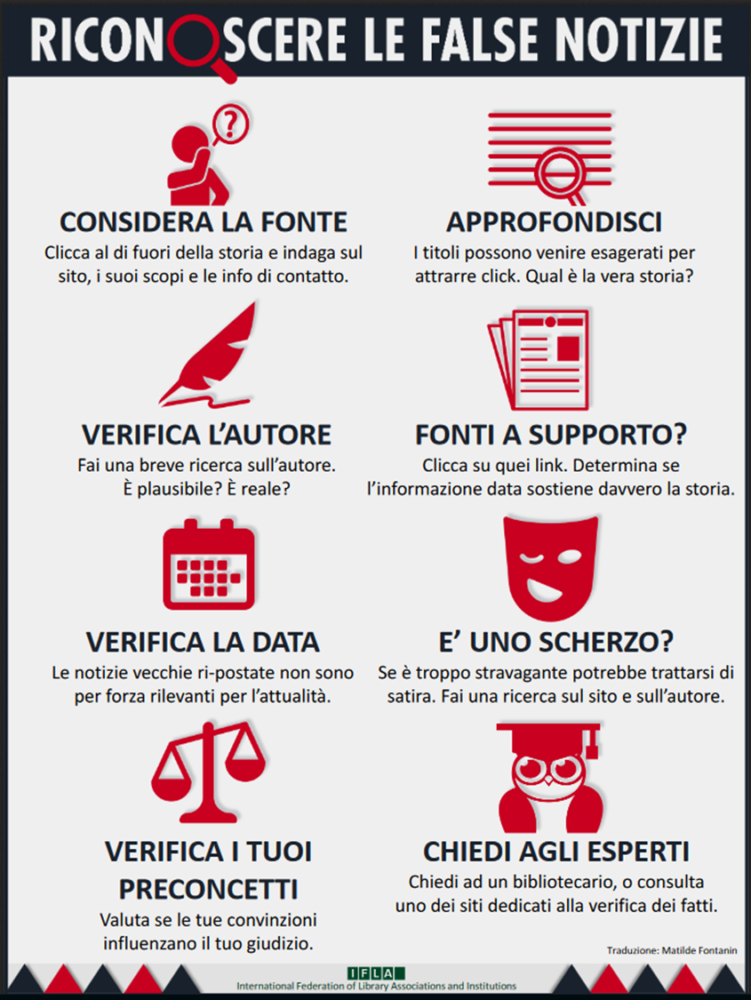 RICONOSCERE LE FALSE NOTIZIE
?
CONSIDERA LA FONTE
Clicca al di fuori della storia e indaga sul
sito, i suoi scopi e le info di contatto.
APPROFONDISCI
I titoli possono venire esagerati per
attrarre click. Qual è la vera storia?
VERIFICA L’AUTORE
Fai una breve ricerca sull’autore.
È plausibile? È reale?
FONTI A SUPPORTO?
Clicca su quei link. Determina se
l’informazione data sostiene davvero la storia.
VERIFICA LA DATA
Le notizie vecchie ri-postate non sono
per forza rilevanti per l’attualità.
E’ UNO SCHERZO?
Se è troppo stravagante potrebbe trattarsi di
satira. Fai una ricerca sul sito e sull’autore.
VERIFICA I TUOI
PRECONCETTI
Valuta se le tue convinzioni
influenzano il tuo giudizio.
CHIEDI AGLI ESPERTI
Chiedi ad un bibliotecario, o consulta
uno dei siti dedicati alla verifica dei fatti.
Traduzione: Matilde Fontanin
IFLA
International Federation of Library Associations and Institutions